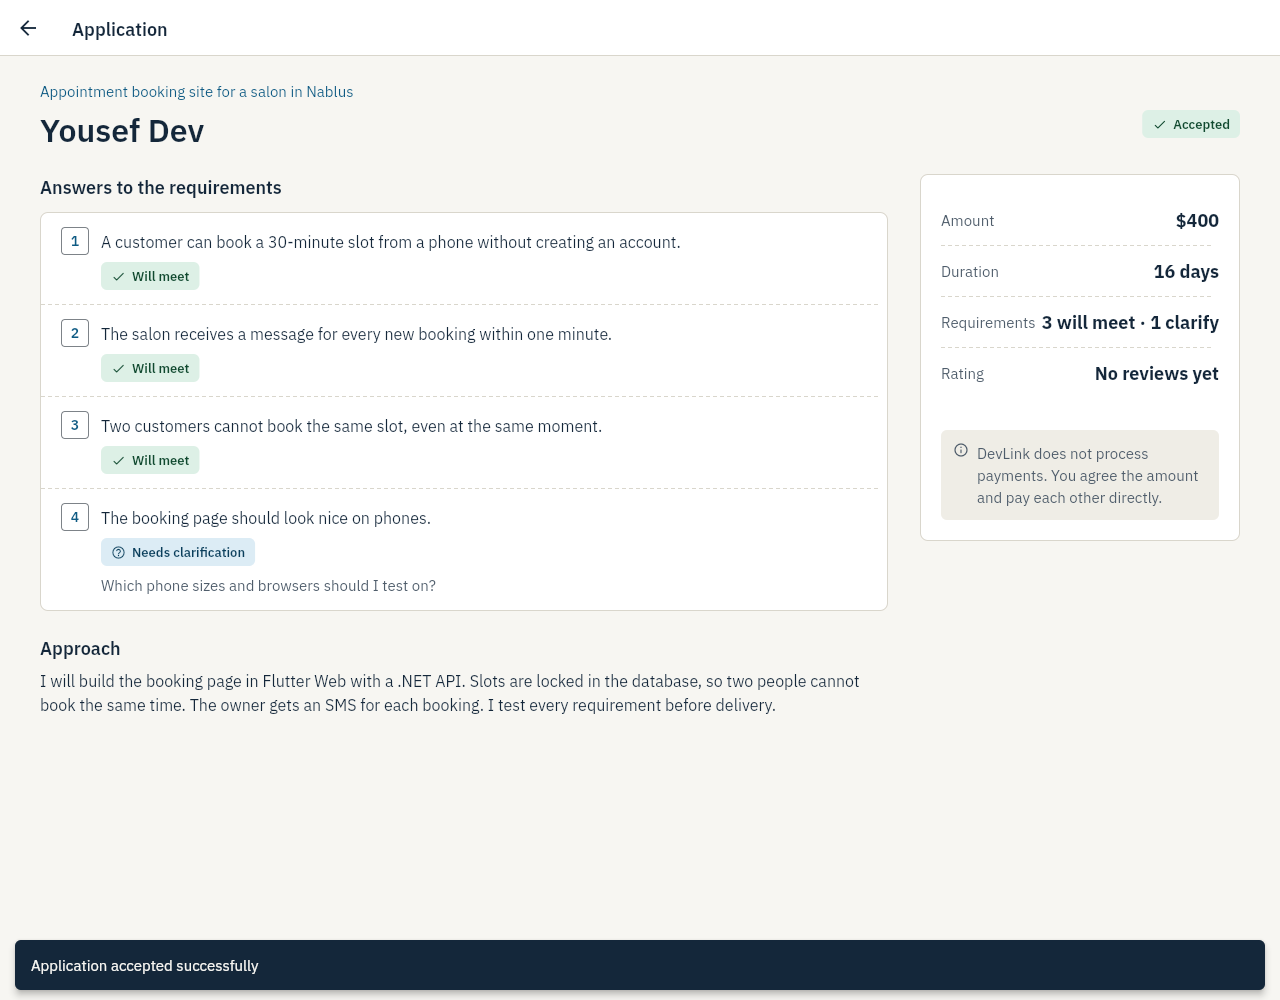 Application
Appointment booking site for a salon in Nablus
Yousef Dev
Accepted
Answers to the requirements
1 A customer can book a 30-minute slot from a phone without creating an account.
Will meet
2 The salon receives a message for every new booking within one minute.
Will meet
3 Two customers cannot book the same slot, even at the same moment.
Will meet
4 The booking page should look nice on phones.
Needs clarification
Which phone sizes and browsers should I test on?
Amount $400
Duration 16 days
Requirements 3 will meet · 1 clarify
Rating No reviews yet
DevLink does not process
payments. You agree the amount
and pay each other directly.
Approach
I will build the booking page in Flutter Web with a .NET API. Slots are locked in the database, so two people cannot
book the same time. The owner gets an SMS for each booking. I test every requirement before delivery.
Application accepted successfully